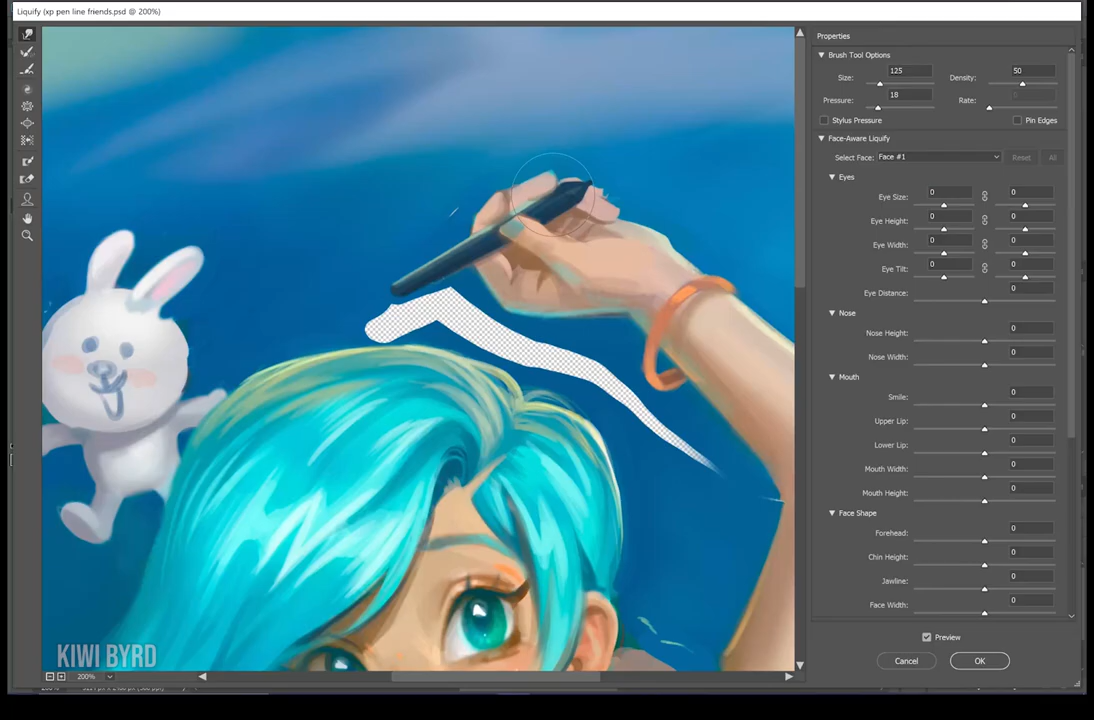 Liquify (xp pen line friends.psd @ 200%)
Properties
Brush Tool Options
Size: 125 Density: 50
Pressure: 18 Rate:
Stylus Pressure Pin Edges
Face-Aware Liquify
Select Face: Face #1 Reset All
Eyes
Eye Size: 0 0
Eye Height: 0 0
Eye Width: 0 0
Eye Tilt: 0 0
Eye Distance: 0
Nose
Nose Height: 0
Nose Width: 0
Mouth
Smile: 0
Upper Lip: 0
Lower Lip: 0
Mouth Width: 0
Mouth Height: 0
Face Shape
Forehead: 0
Chin Height: 0
Jawline: 0
Face Width: 0
Preview
Cancel OK
KIWI BYRD
200%